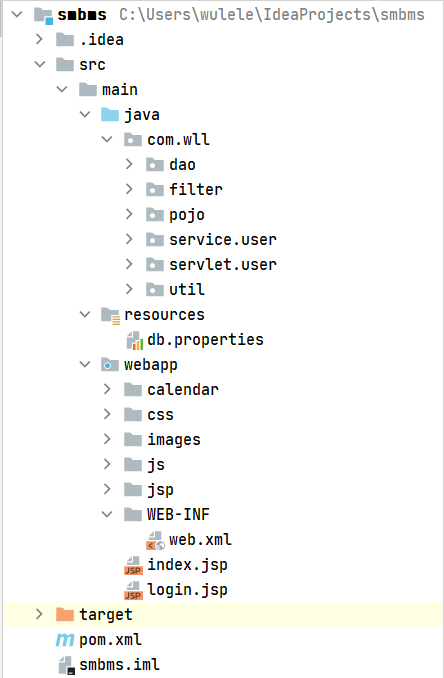 smbms C:\Users\wulele\IdeaProjects\smbms
.idea
src
main
java
com.wll
dao
filter
pojo
service.user
servlet.user
util
resources
db.properties
webapp
calendar
css
images
js
jsp
WEB-INF
web.xml
JSP index.jsp
JSP login.jsp
target
m pom.xml
smbms.iml